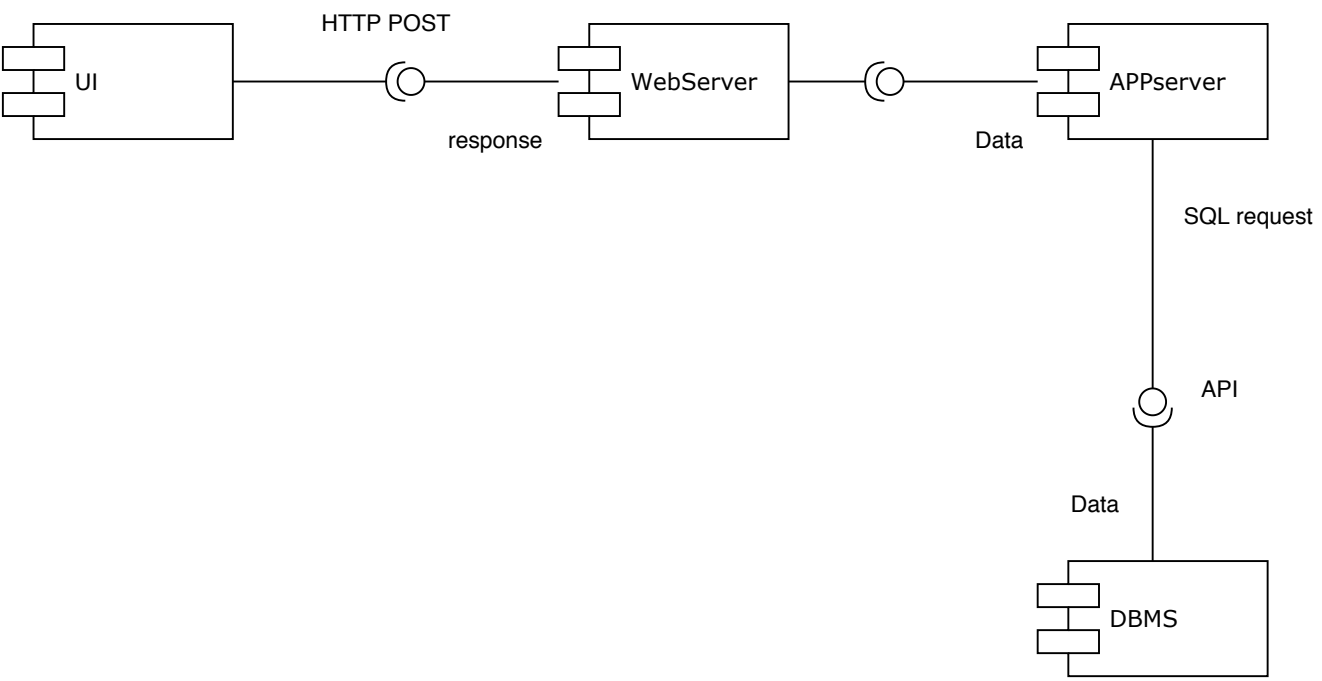 HTTP POST
UI
WebServer
APPserver
response
Data
SQL request
API
Data
DBMS